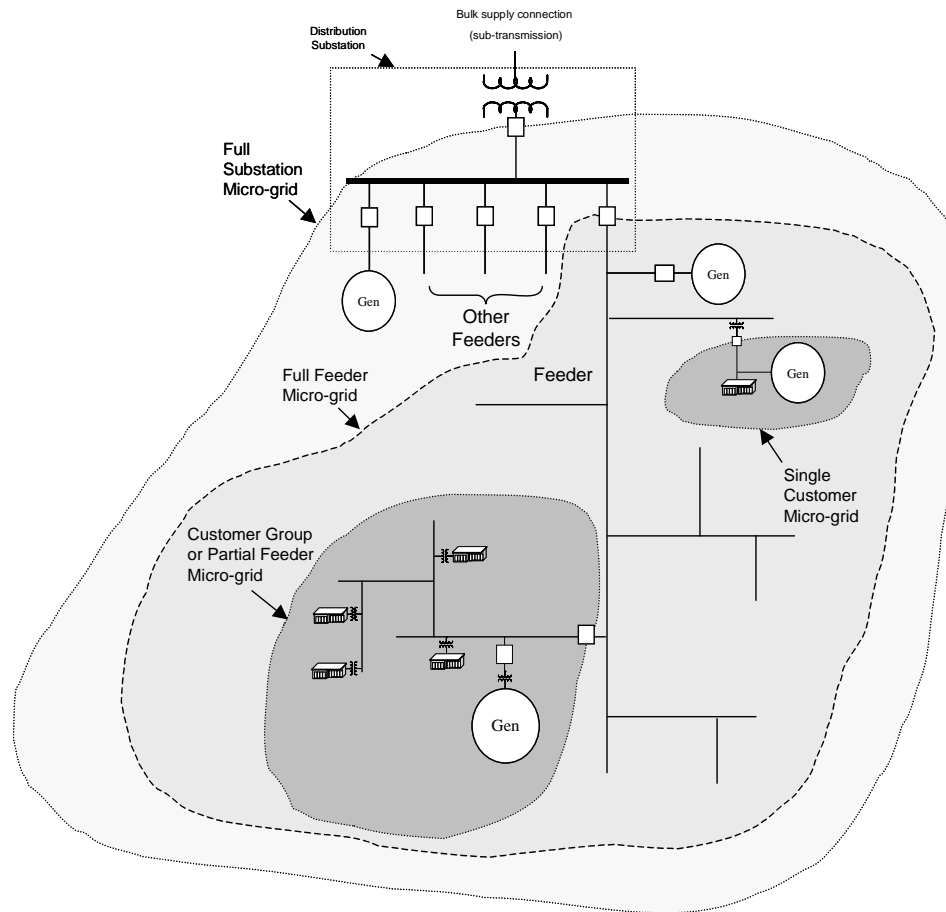 Bulk supply connection
(sub-transmission)
Distribution
Substation
Full
Substation
Micro-grid
Gen
Gen
Other
Feeders
Gen
Feeder
Full Feeder
Micro-grid
Single
Customer
Micro-grid
Customer Group
or Partial Feeder
Micro-grid
Gen